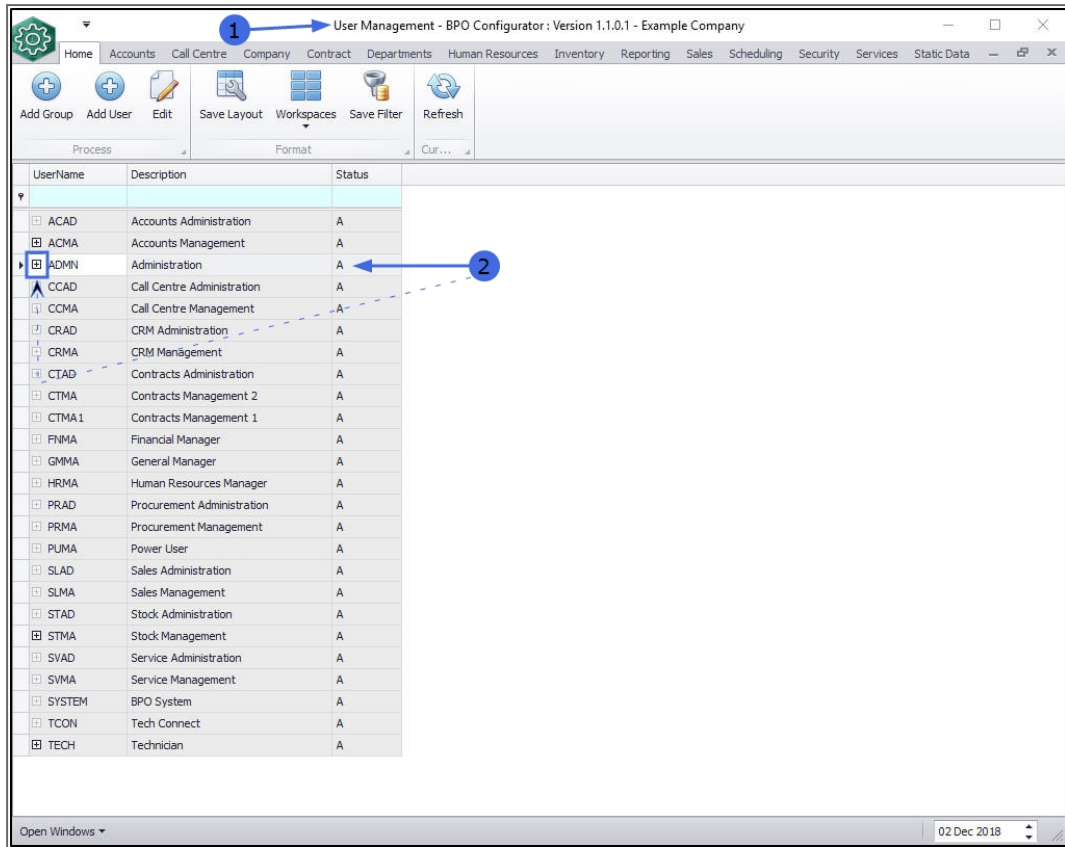 1
User Management - BPO Configurator : Version 1.1.0.1 - Example Company
Home Accounts Call Centre Company Contract Departments Human Resources Inventory Reporting Sales Scheduling Security Services Static Data
Add Group Add User Edit Save Layout Workspaces Save Filter Refresh
Process Format Cur...
UserName Description Status
ACAD Accounts Administration A
ACMA Accounts Management A
ADMN Administration A 2
CCAD Call Centre Administration A
CCMA Call Centre Management A
CRAD CRM Administration A
CRMA CRM Management A
CTAD Contracts Administration A
CTMA Contracts Management 2 A
CTMA1 Contracts Management 1 A
FNMA Financial Manager A
GMMA General Manager A
HRMA Human Resources Manager A
PRAD Procurement Administration A
PRMA Procurement Management A
PUMA Power User A
SLAD Sales Administration A
SLMA Sales Management A
STAD Stock Administration A
STMA Stock Management A
SVAD Service Administration A
SVMA Service Management A
SYSTEM BPO System A
TCON Tech Connect A
TECH Technician A
Open Windows 02 Dec 2018